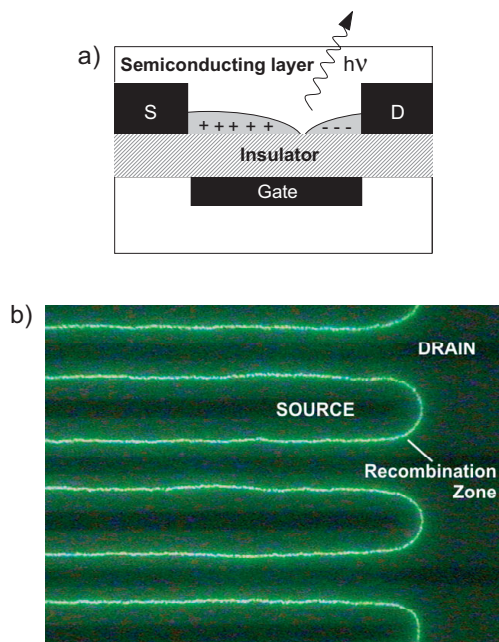 a)
Semiconducting layer
hν
S
D
+ + + + +
- - -
Insulator
Gate
b)
DRAIN
SOURCE
Recombination
Zone